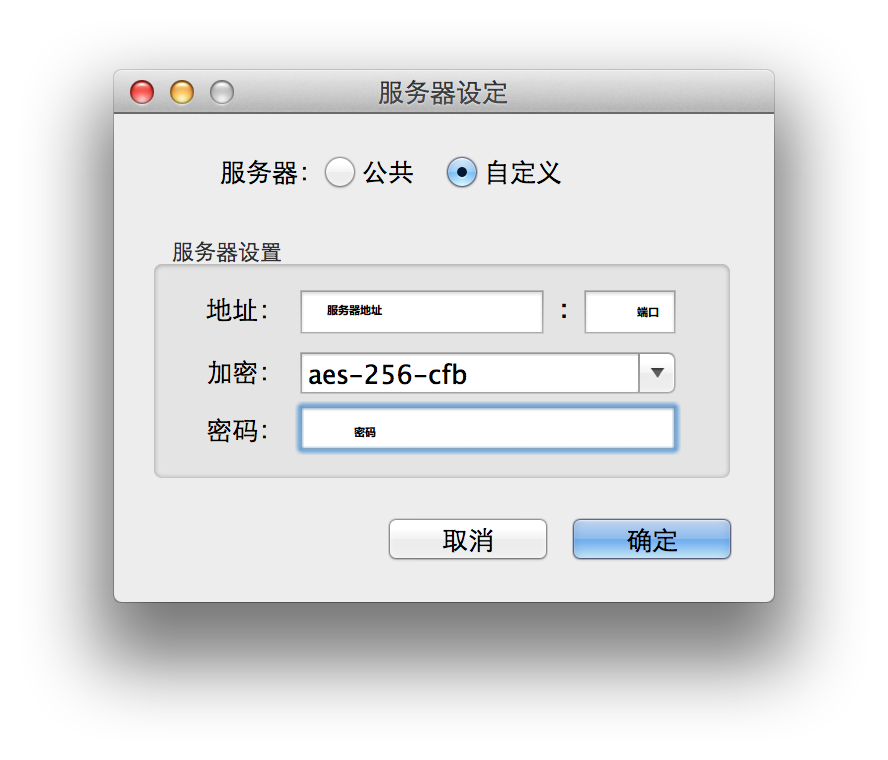 服务器设定
服务器： 公共 自定义
服务器设置
地址： 服务器地址 : 端口
加密： aes-256-cfb
密码： 密码
取消 确定